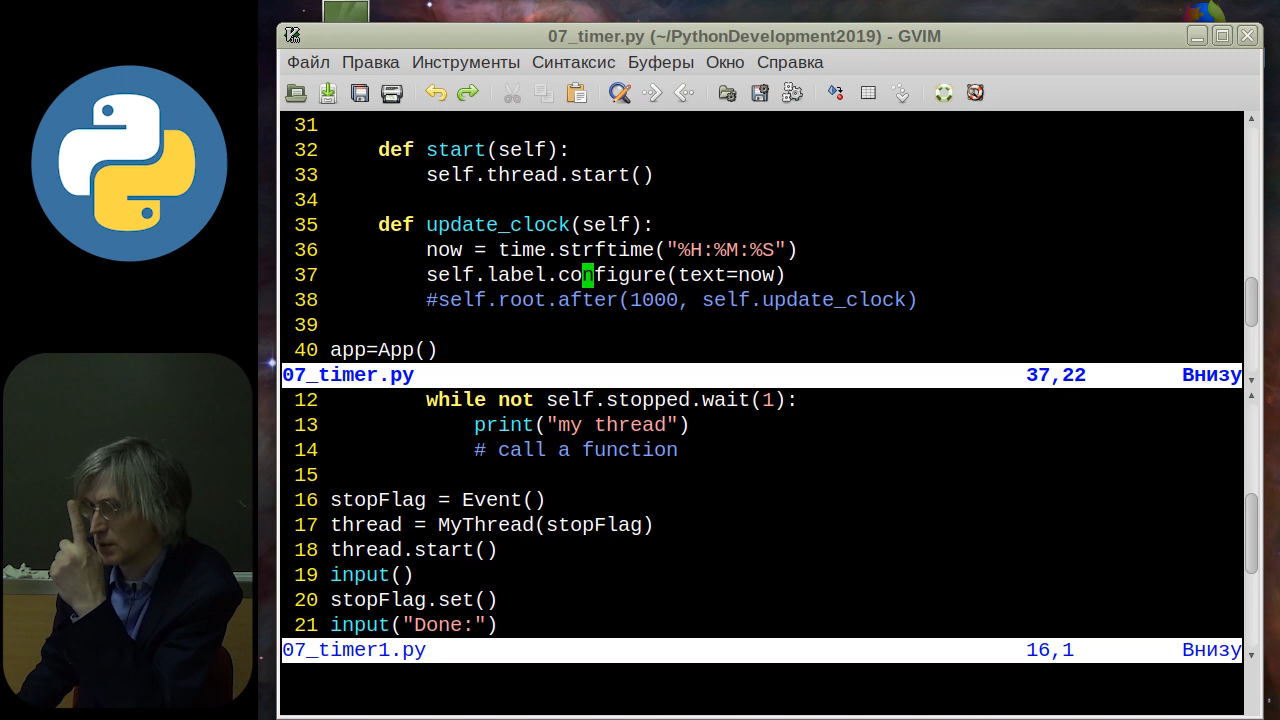 07_timer.py (~/PythonDevelopment2019) - GVIM
Файл Правка Инструменты Синтаксис Буферы Окно Справка
31
32     def start(self):
33         self.thread.start()
34
35     def update_clock(self):
36         now = time.strftime("%H:%M:%S")
37         self.label.configure(text=now)
38         #self.root.after(1000, self.update_clock)
39
40 app=App()
07_timer.py 37,22 Внизу
12         while not self.stopped.wait(1):
13             print("my thread")
14             # call a function
15
16 stopFlag = Event()
17 thread = MyThread(stopFlag)
18 thread.start()
19 input()
20 stopFlag.set()
21 input("Done:")
07_timer1.py 16,1 Внизу